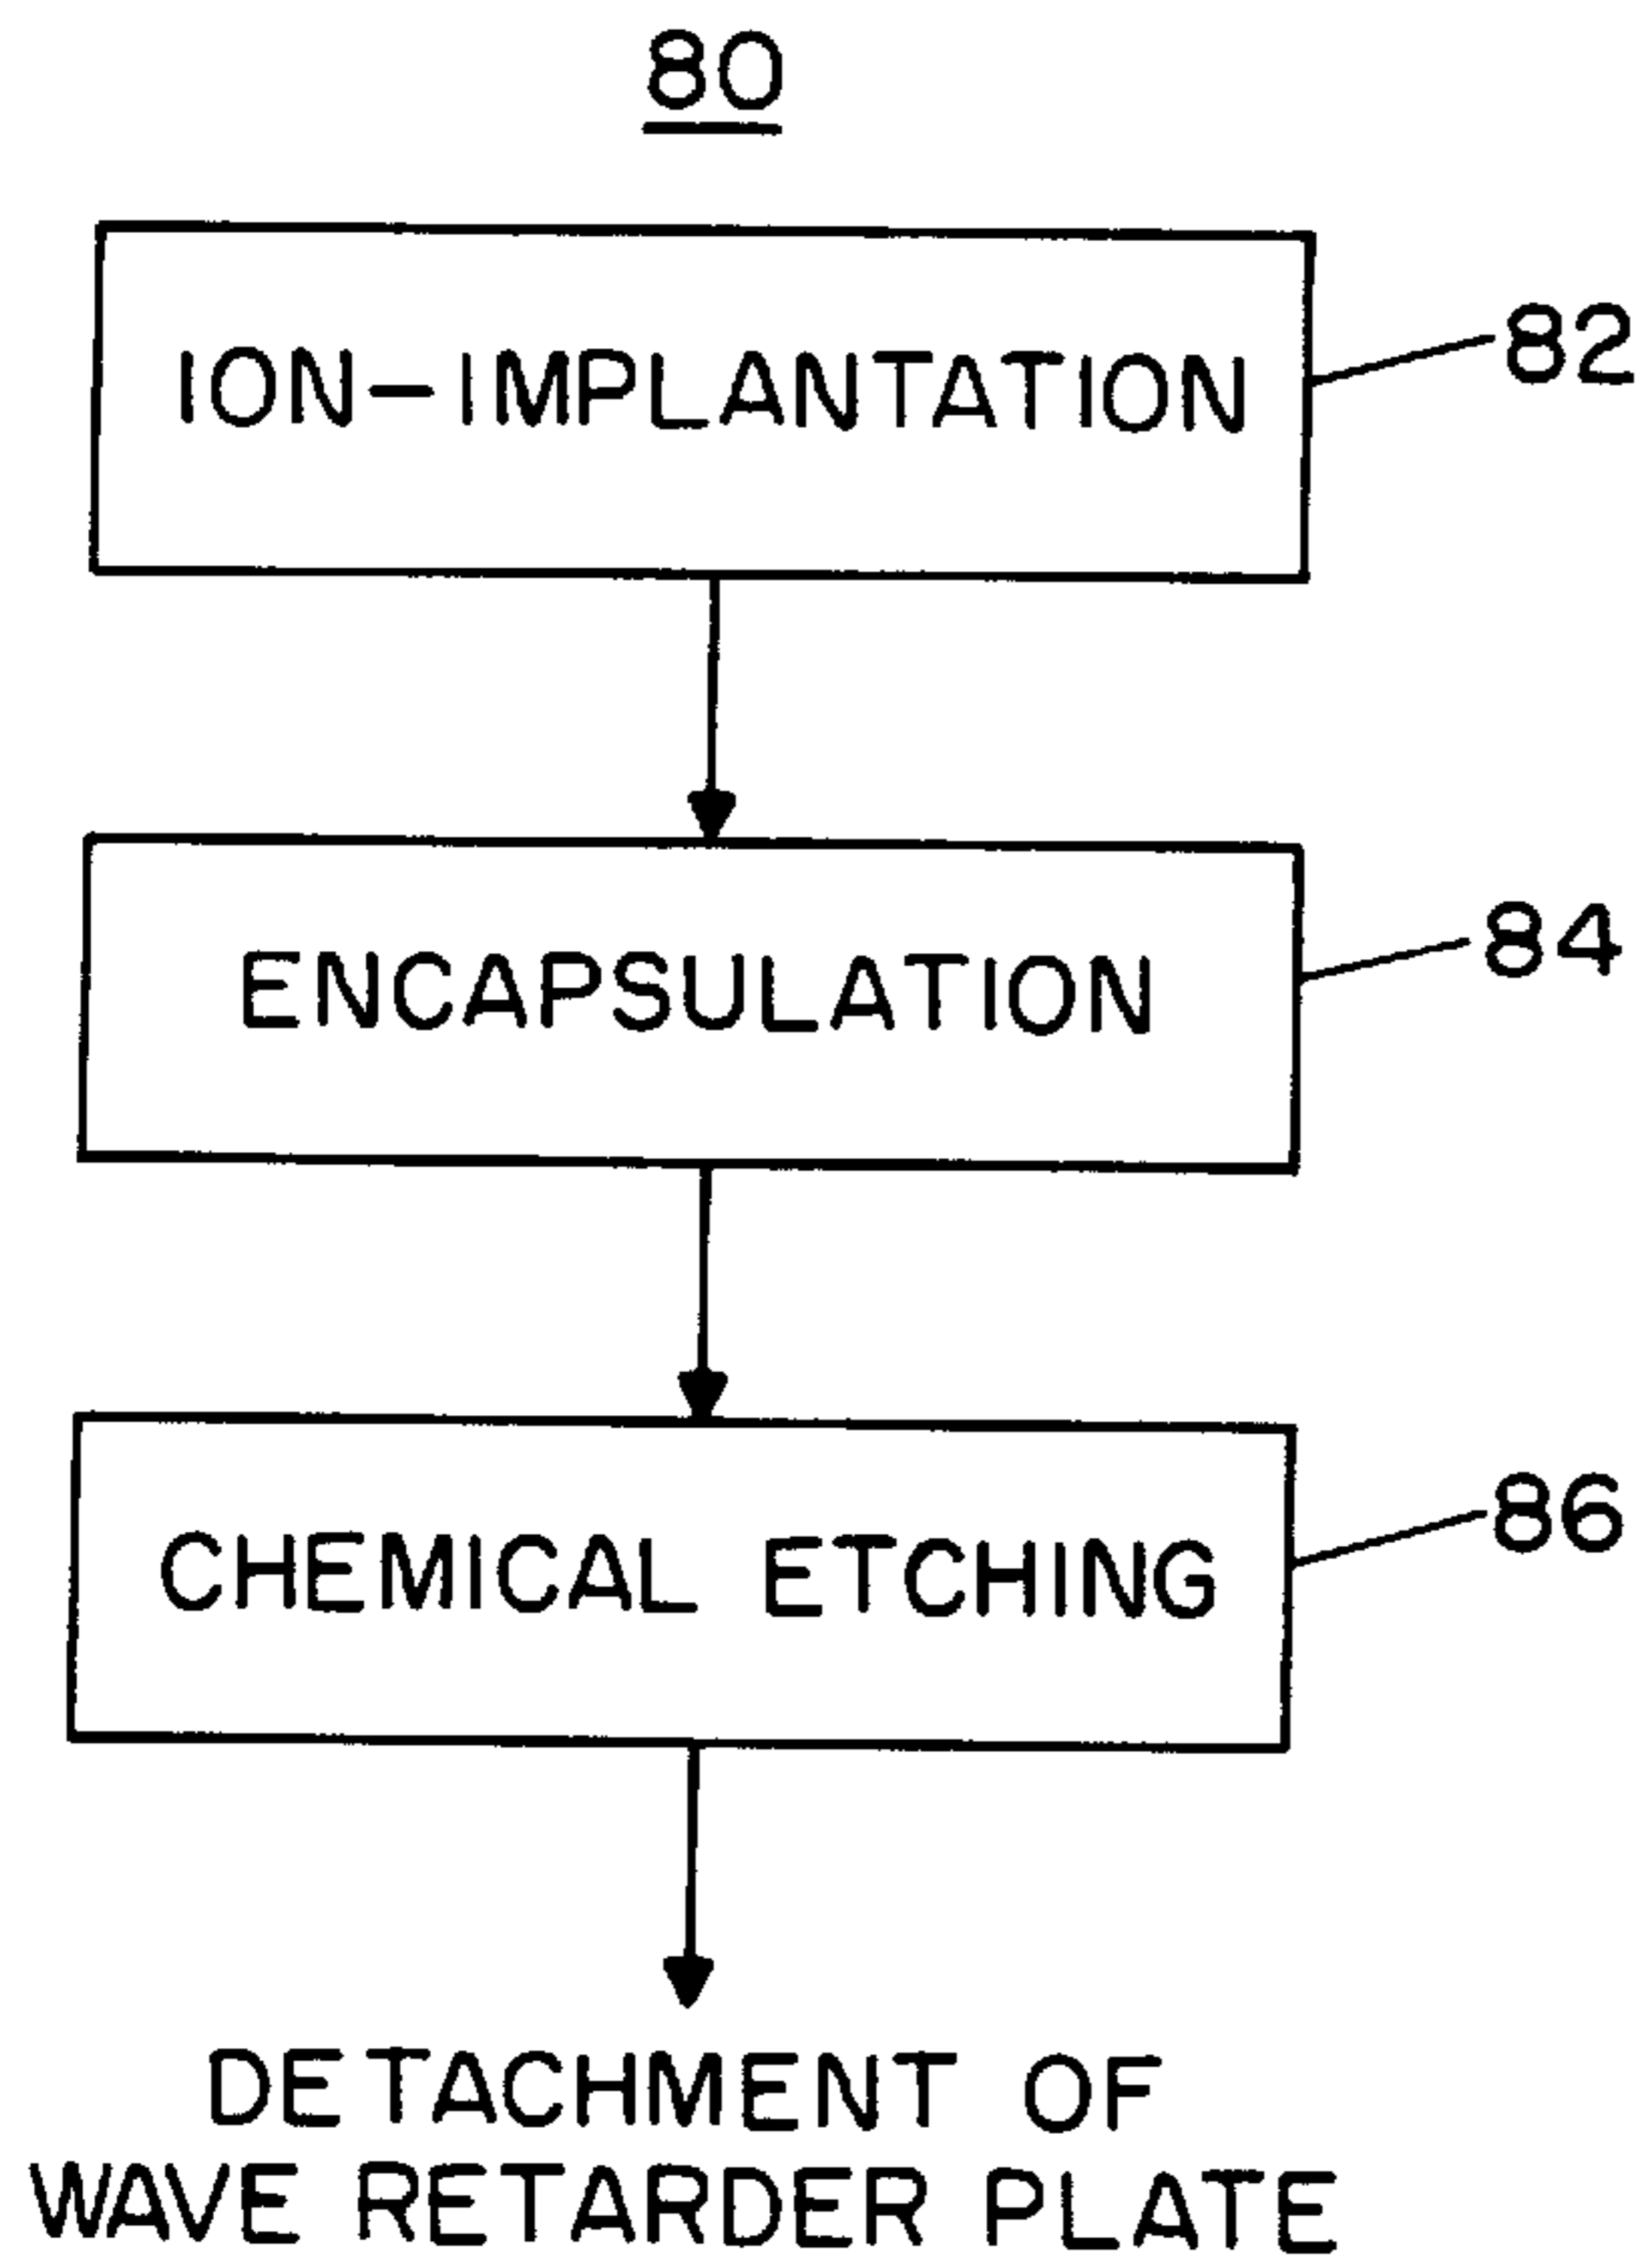 80
ION-IMPLANTATION
82
ENCAPSULATION
84
CHEMICAL ETCHING
86
DETACHMENT OF
WAVE RETARDER PLATE